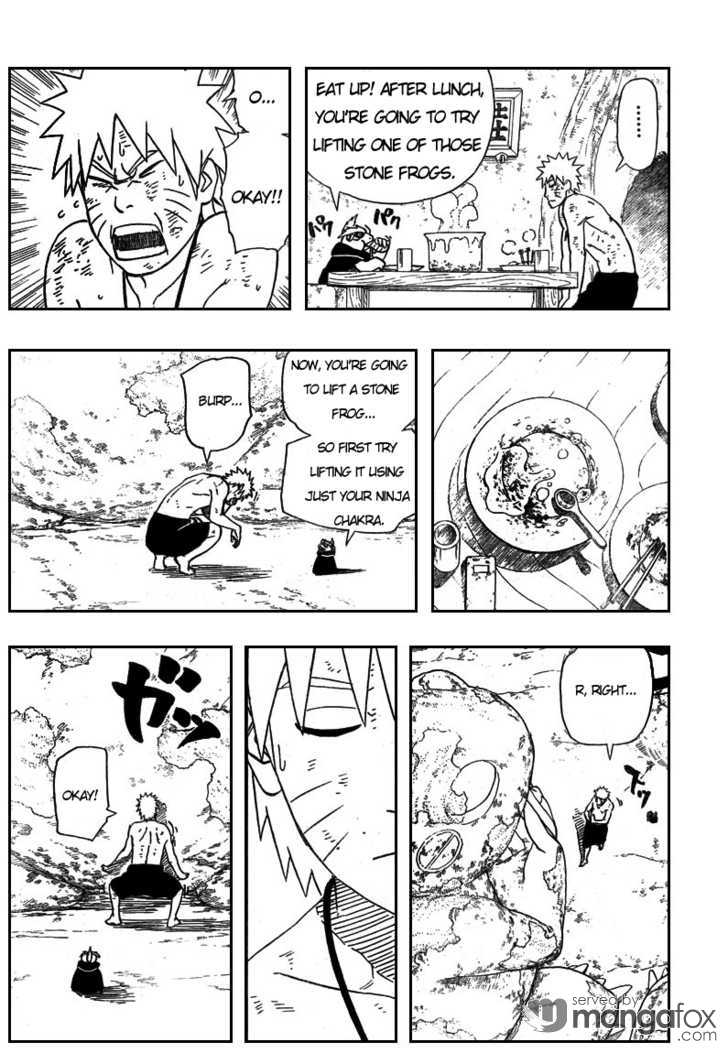 .......
EAT UP! AFTER LUNCH,
YOU'RE GOING TO TRY
LIFTING ONE OF THOSE
STONE FROGS.
パク
パク
O...
OKAY!!
NOW, YOU'RE GOING
TO LIFT A STONE
FROG...
SO FIRST TRY
LIFTING IT USING
JUST YOUR NINJA
CHAKRA.
BURP...
R, RIGHT...
ズッ
ガッ
OKAY!
served by
mangafox
.com